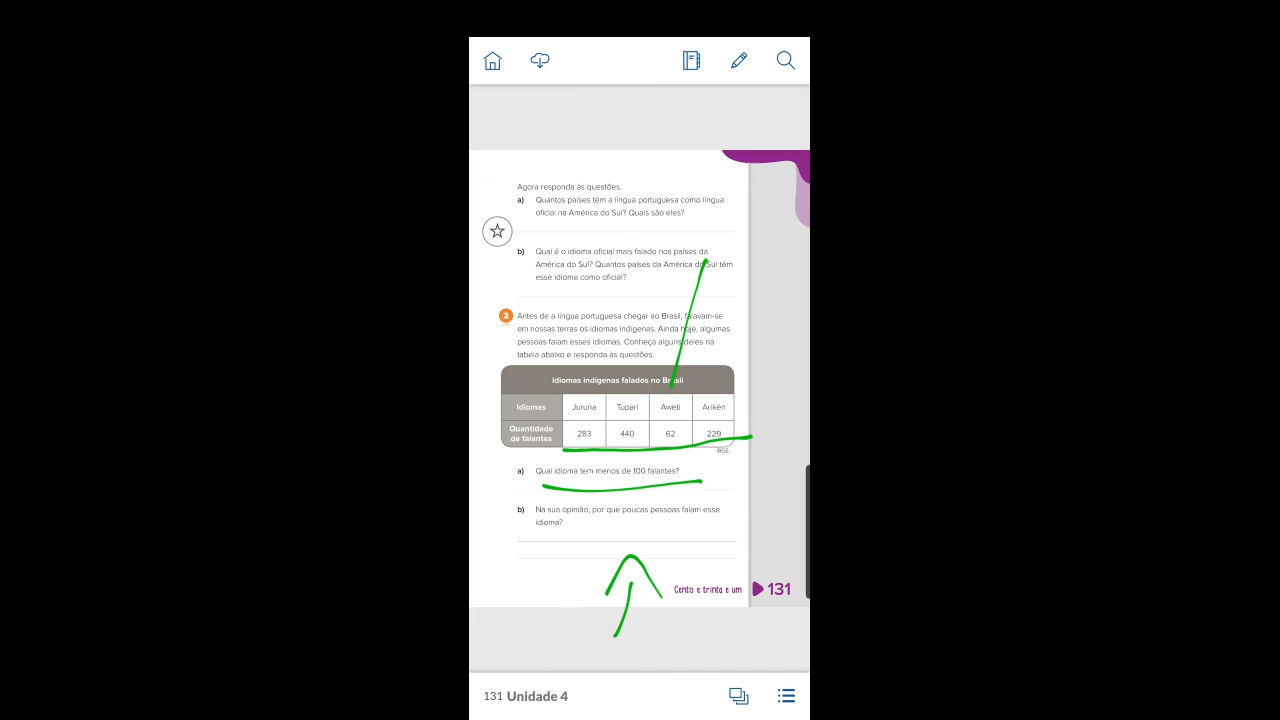 Agora responda às questões.
a) Quantos países têm a língua portuguesa como língua
oficial na América do Sul? Quais são eles?
b) Qual é o idioma oficial mais falado nos países da
América do Sul? Quantos países da América do Sul têm
esse idioma como oficial?
2 Antes de a língua portuguesa chegar ao Brasil, falavam-se
em nossas terras os idiomas indígenas. Ainda hoje, algumas
pessoas falam esses idiomas. Conheça alguns deles na
tabela abaixo e responda às questões.
Idiomas indígenas falados no Brasil
Idiomas Juruna Tupari Aweti Arikén
Quantidade
de falantes 283 440 62 229
IBGE.
a) Qual idioma tem menos de 100 falantes?
b) Na sua opinião, por que poucas pessoas falam esse
idioma?
Cento e trinta e um 131
131 Unidade 4